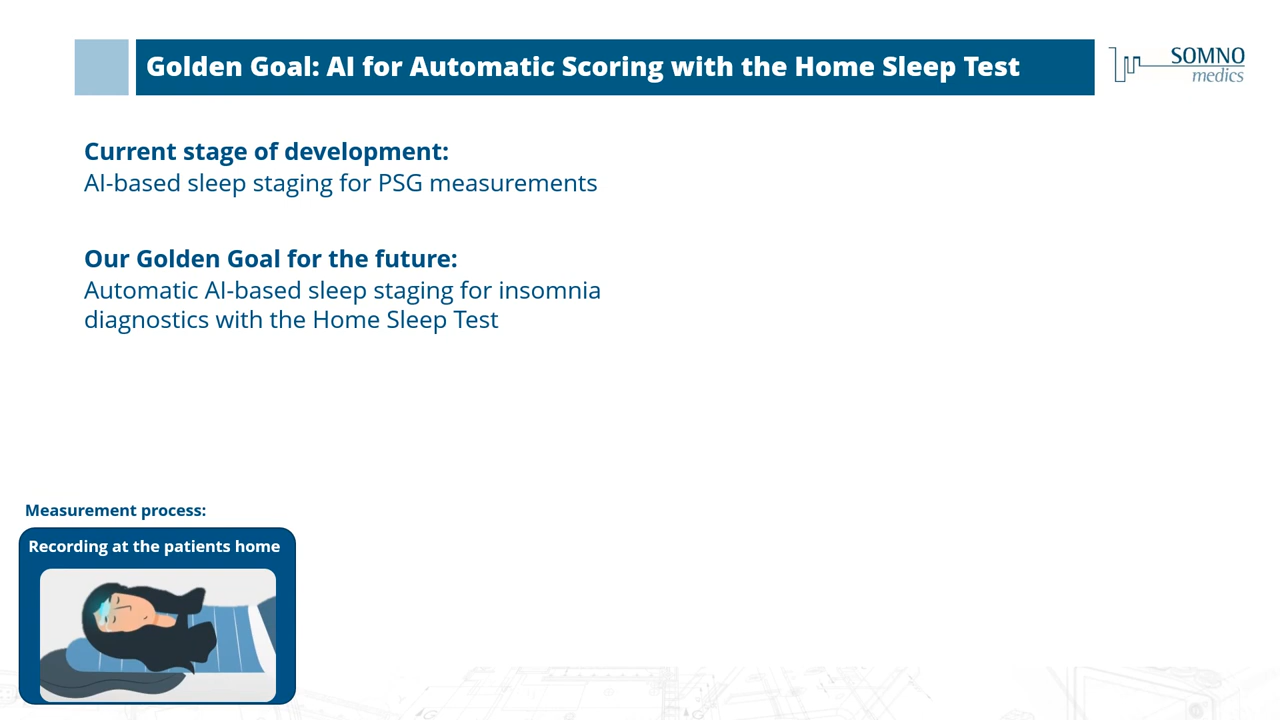 Golden Goal: AI for Automatic Scoring with the Home Sleep Test
SOMNO
medics
Current stage of development:
AI-based sleep staging for PSG measurements
Our Golden Goal for the future:
Automatic AI-based sleep staging for insomnia
diagnostics with the Home Sleep Test
Measurement process:
Recording at the patients home